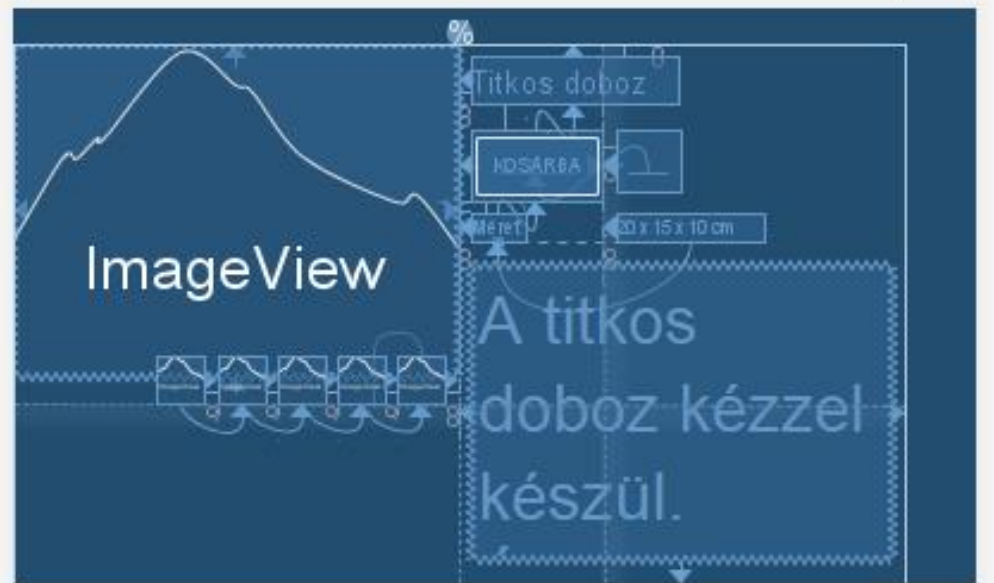 %
Titkos doboz
KOSÁRBA
Méret
20 x 15 x 10 cm
ImageView
A titkos
doboz kézzel
készül.